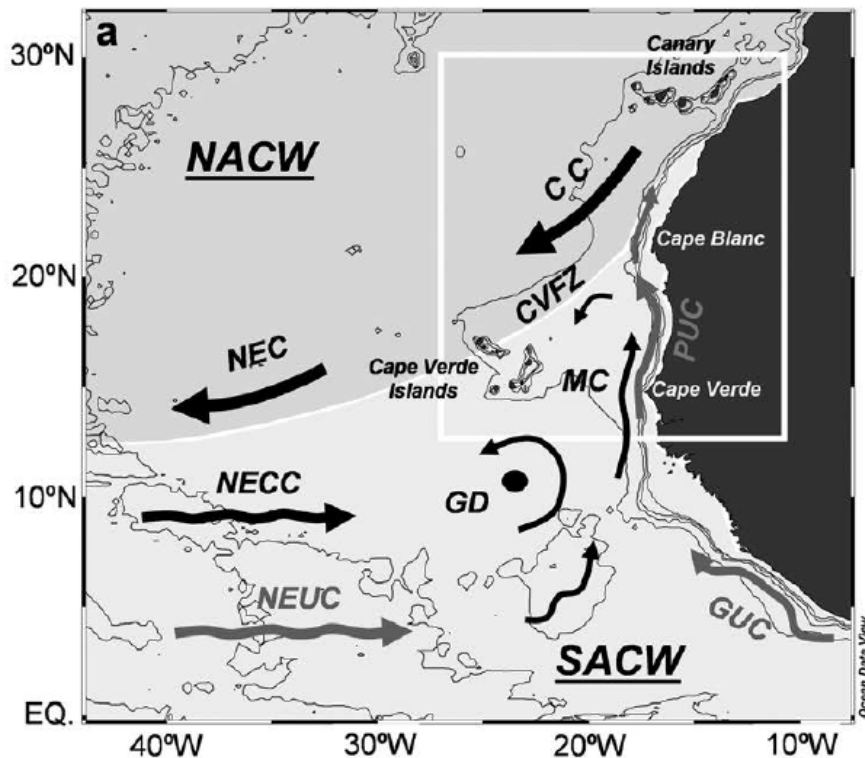 a
30ºN
Canary
Islands
NACW
C C
Cape Blanc
20ºN
CVFZ
PUC
NEC
Cape Verde
Islands
MC
Cape Verde
NECC
10ºN
GD
NEUC
GUC
SACW
EQ.
Ocean Data View
40ºW
30ºW
20ºW
10ºW